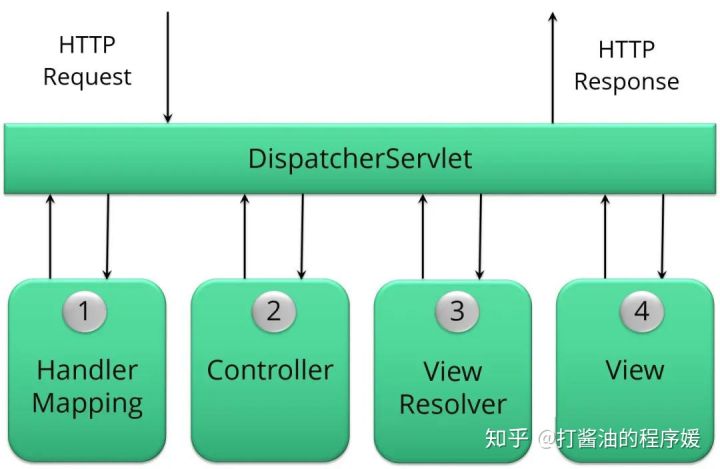 HTTP
Request
HTTP
Response
DispatcherServlet
1
Handler
Mapping
2
Controller
3
View
Resolver
4
View
知乎 @打酱油的程序媛